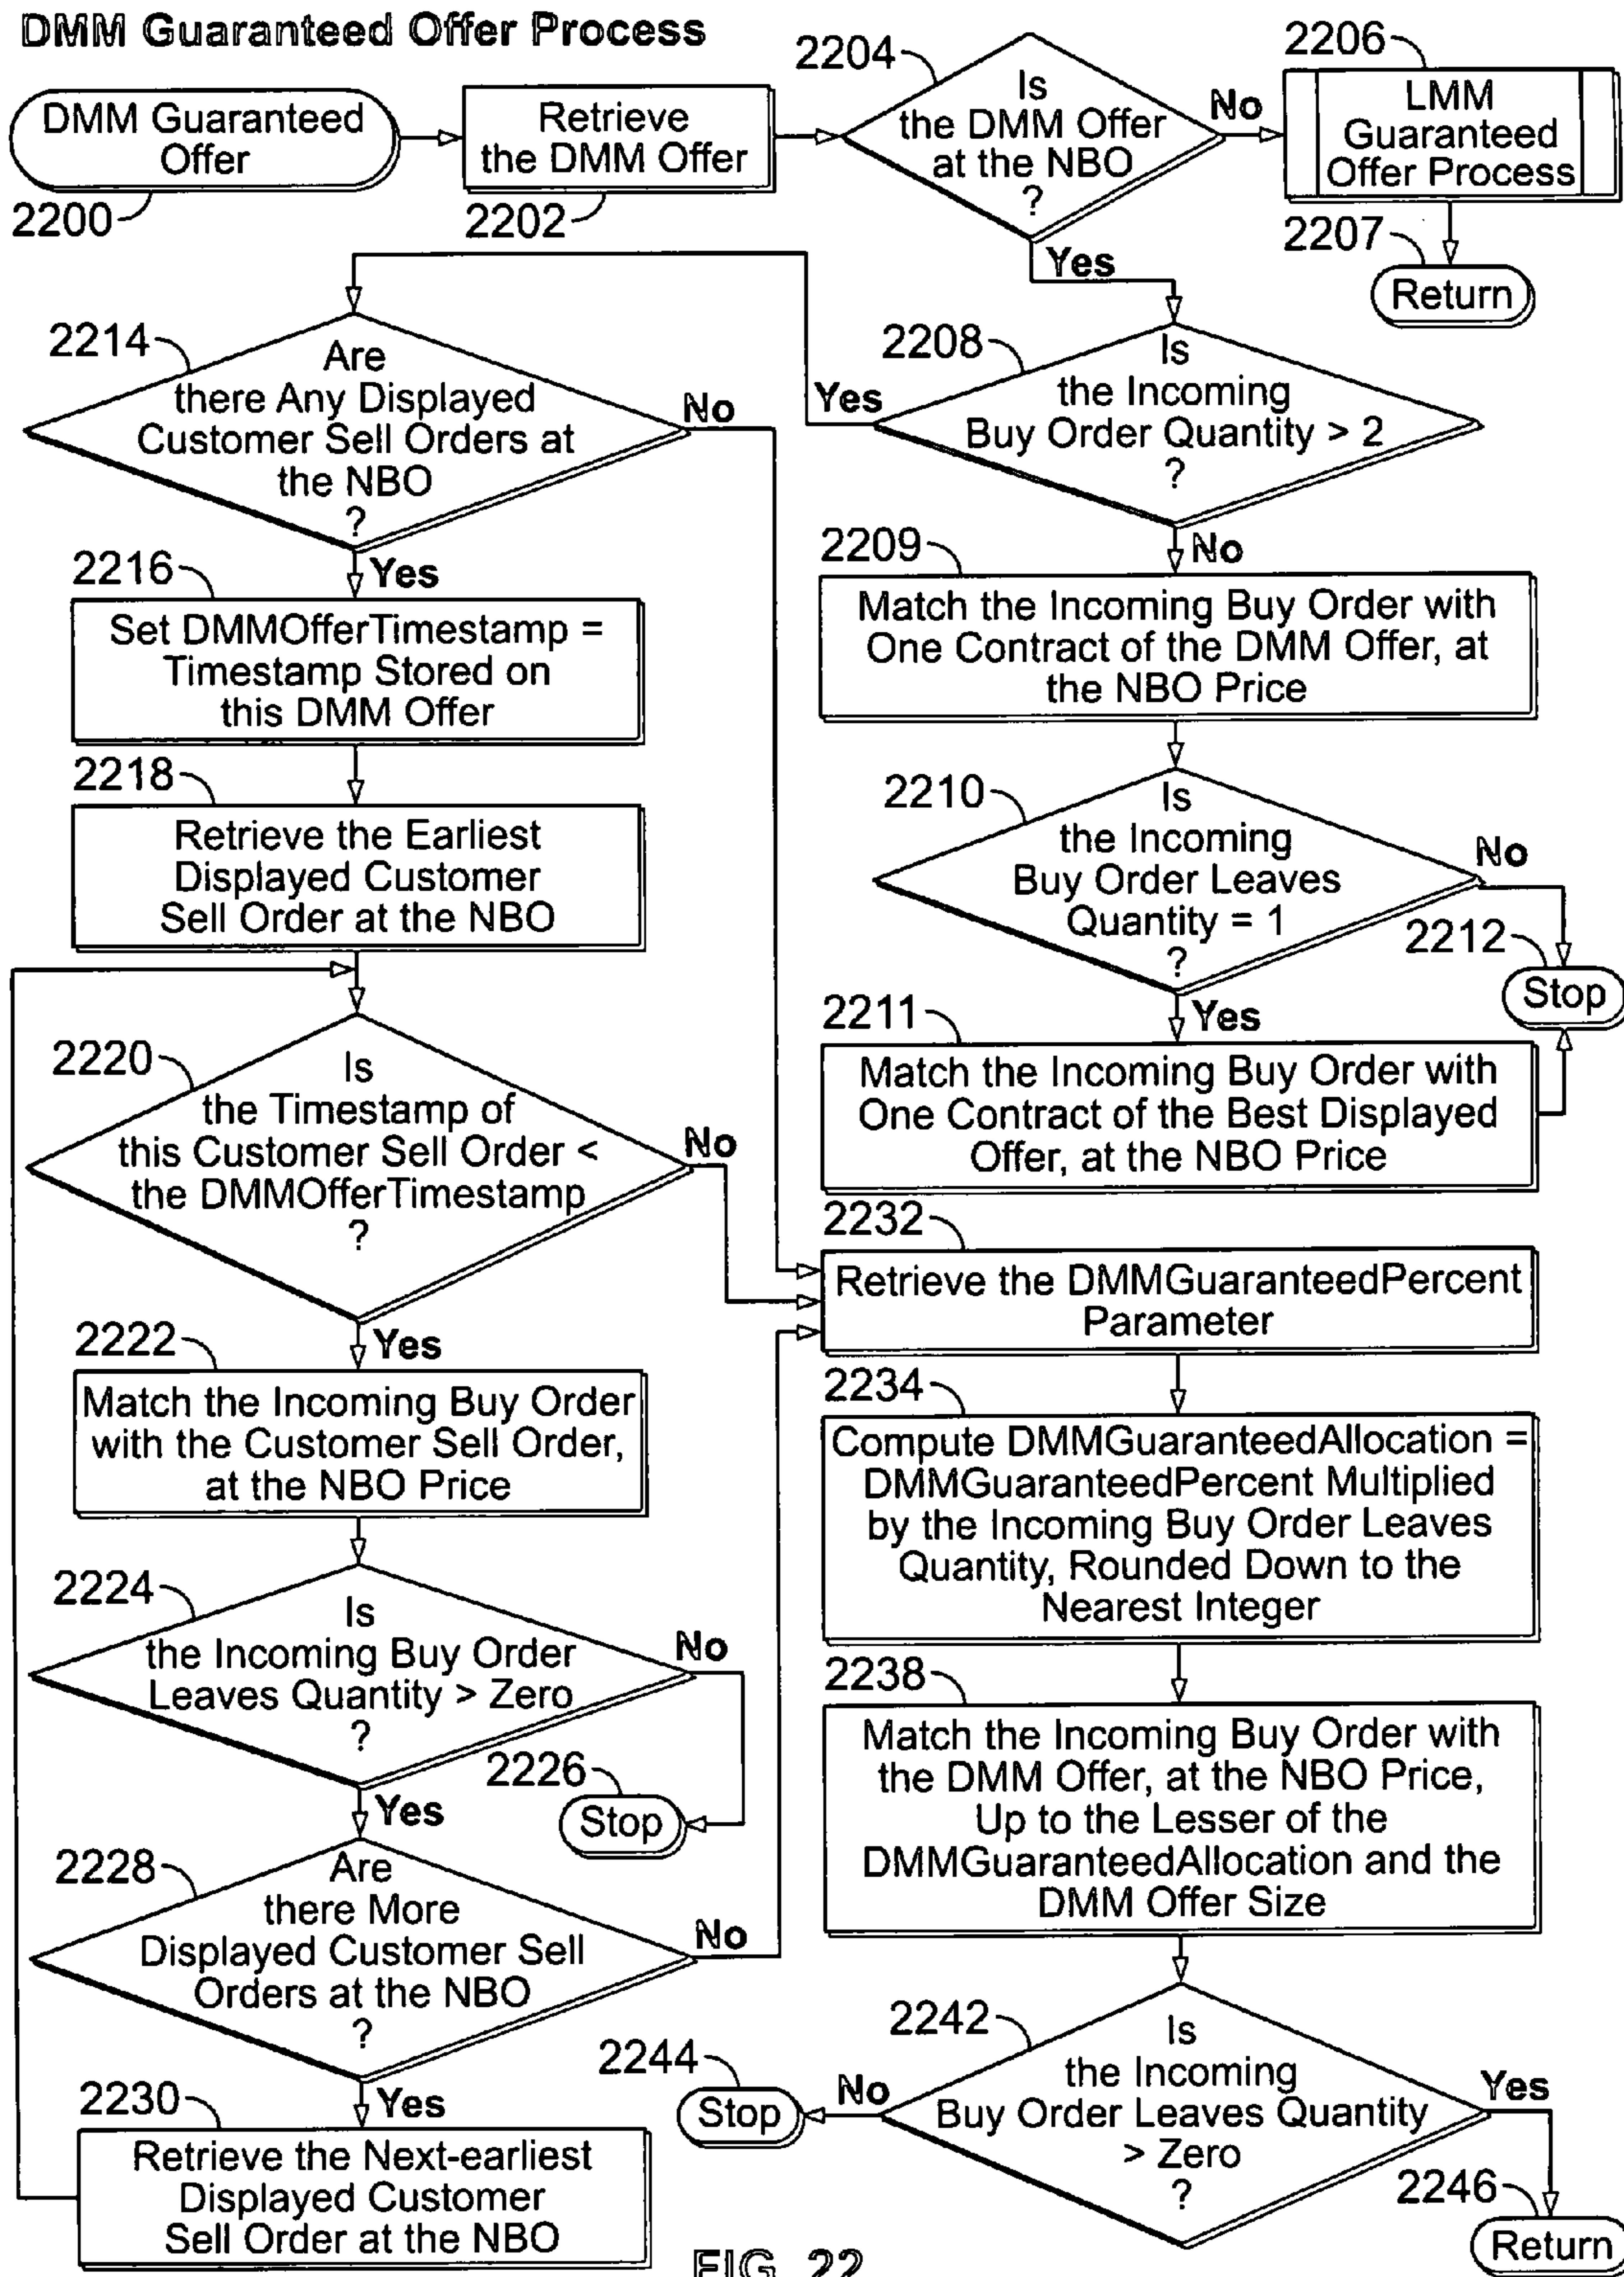 DMM Guaranteed Offer Process
DMM Guaranteed
Offer
2200
Retrieve
the DMM Offer
2202
2204
Is
the DMM Offer
at the NBO
?
No
Yes
2206
LMM
Guaranteed
Offer Process
2207
Return
2208
Is
the Incoming
Buy Order Quantity > 2
?
Yes
No
2209
Match the Incoming Buy Order with
One Contract of the DMM Offer, at
the NBO Price
2210
Is
the Incoming
Buy Order Leaves
Quantity = 1
?
No
Yes
2212
Stop
2211
Match the Incoming Buy Order with
One Contract of the Best Displayed
Offer, at the NBO Price
2214
Are
there Any Displayed
Customer Sell Orders at
the NBO
?
No
Yes
2216
Set DMMOfferTimestamp =
Timestamp Stored on
this DMM Offer
2218
Retrieve the Earliest
Displayed Customer
Sell Order at the NBO
2220
Is
the Timestamp of
this Customer Sell Order <
the DMMOfferTimestamp
?
No
Yes
2222
Match the Incoming Buy Order
with the Customer Sell Order,
at the NBO Price
2224
Is
the Incoming Buy Order
Leaves Quantity > Zero
?
No
Yes
2226
Stop
2228
Are
there More
Displayed Customer Sell
Orders at the NBO
?
No
Yes
2230
Retrieve the Next-earliest
Displayed Customer
Sell Order at the NBO
2232
Retrieve the DMMGuaranteedPercent
Parameter
2234
Compute DMMGuaranteedAllocation =
DMMGuaranteedPercent Multiplied
by the Incoming Buy Order Leaves
Quantity, Rounded Down to the
Nearest Integer
2238
Match the Incoming Buy Order with
the DMM Offer, at the NBO Price,
Up to the Lesser of the
DMMGuaranteedAllocation and the
DMM Offer Size
2242
Is
the Incoming
Buy Order Leaves Quantity
> Zero
?
No
Yes
2244
Stop
2246
Return
FIG. 22